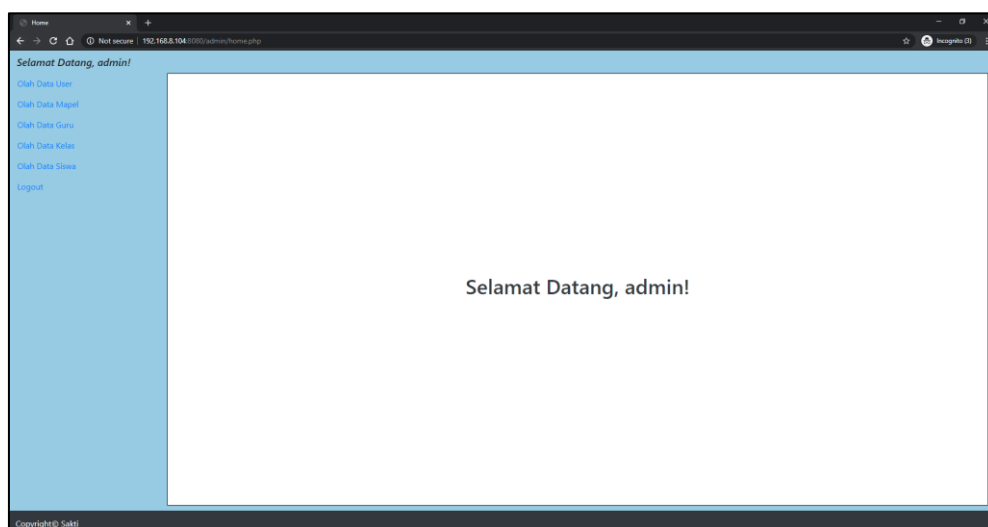 Home
Not secure | 192.168.8.104:8080/admin/home.php
Incognito (3)
Selamat Datang, admin!
Olah Data User
Olah Data Mapel
Olah Data Guru
Olah Data Kelas
Olah Data Siswa
Logout
Selamat Datang, admin!
Copyright© Sakti